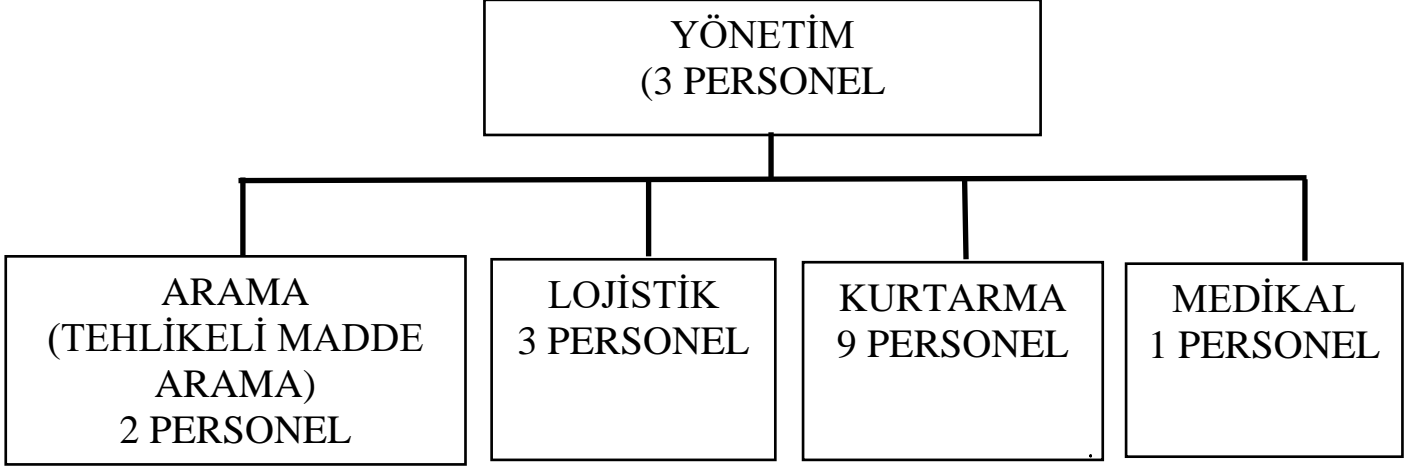 YÖNETİM
(3 PERSONEL
ARAMA
(TEHLİKELİ MADDE
ARAMA)
2 PERSONEL
LOJİSTİK
3 PERSONEL
KURTARMA
9 PERSONEL
.
MEDİKAL
1 PERSONEL